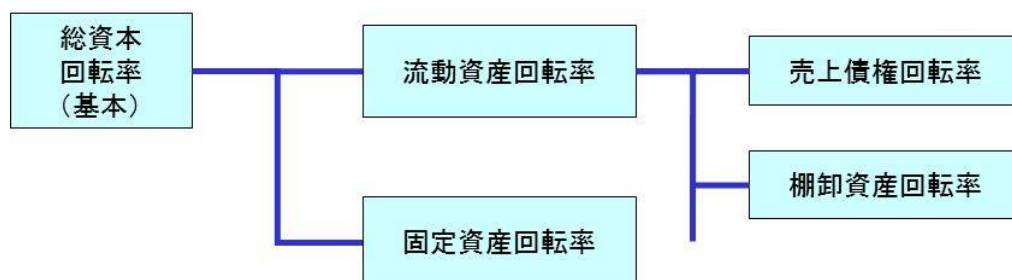 総資本
回転率
（基本）
流動資産回転率
売上債権回転率
棚卸資産回転率
固定資産回転率